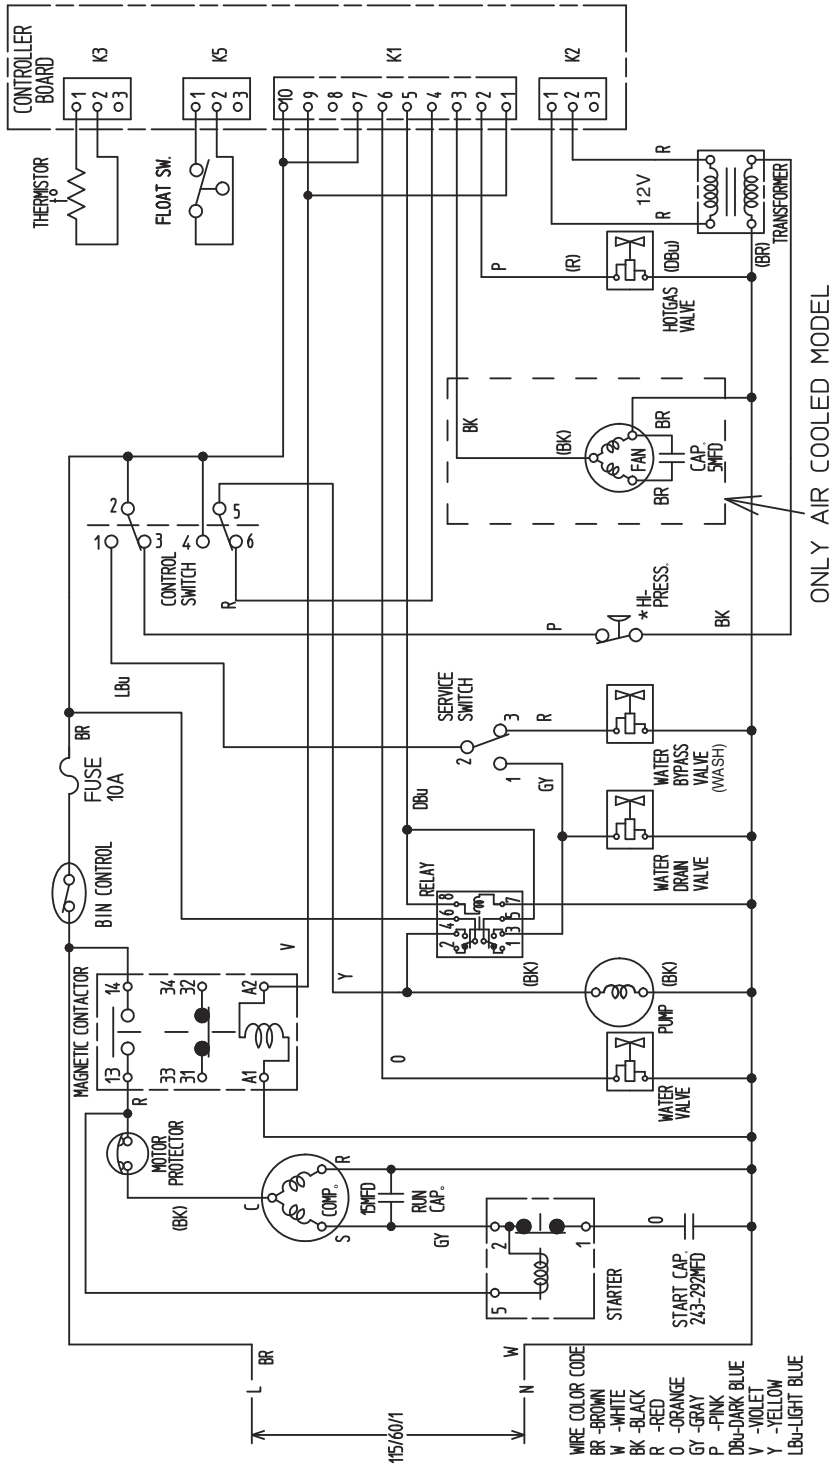 CONTROLLER
BOARD
K3
1
2
3
K5
1
2
3
K1
10
9
8
7
6
5
4
3
2
1
K2
1
2
3
THERMISTOR
t°
FLOAT SW.
12V
R
R
TRANSFORMER
(BR)
P
(R)
(DBu)
HOTGAS
VALVE
BK
(BK)
FAN
BR
BR
CAP.
5MFD
ONLY AIR COOLED MODEL
1
2
3
4
5
6
CONTROL
SWITCH
R
P
*HI-
PRESS.
BK
LBu
BR
FUSE
10A
BIN CONTROL
SERVICE
SWITCH
2
3
1
R
GY
WATER
BYPASS
VALVE
(WASH)
WATER
DRAIN
VALVE
DBu
RELAY
2
4
6
8
1
3
5
7
MAGNETIC CONTACTOR
14
34
32
A2
13
33
31
A1
V
Y
O
(BK)
(BK)
PUMP
WATER
VALVE
R
MOTOR
PROTECTOR
(BK)
C
COMP.
R
S
15MFD
RUN
CAP.
GY
2
1
5
STARTER
O
START CAP.
243-292MFD
L
BR
W
N
115/60/1
WIRE COLOR CODE
BR -BROWN
W -WHITE
BK -BLACK
R -RED
O -ORANGE
GY -GRAY
P -PINK
DBu-DARK BLUE
V -VIOLET
Y -YELLOW
LBu-LIGHT BLUE